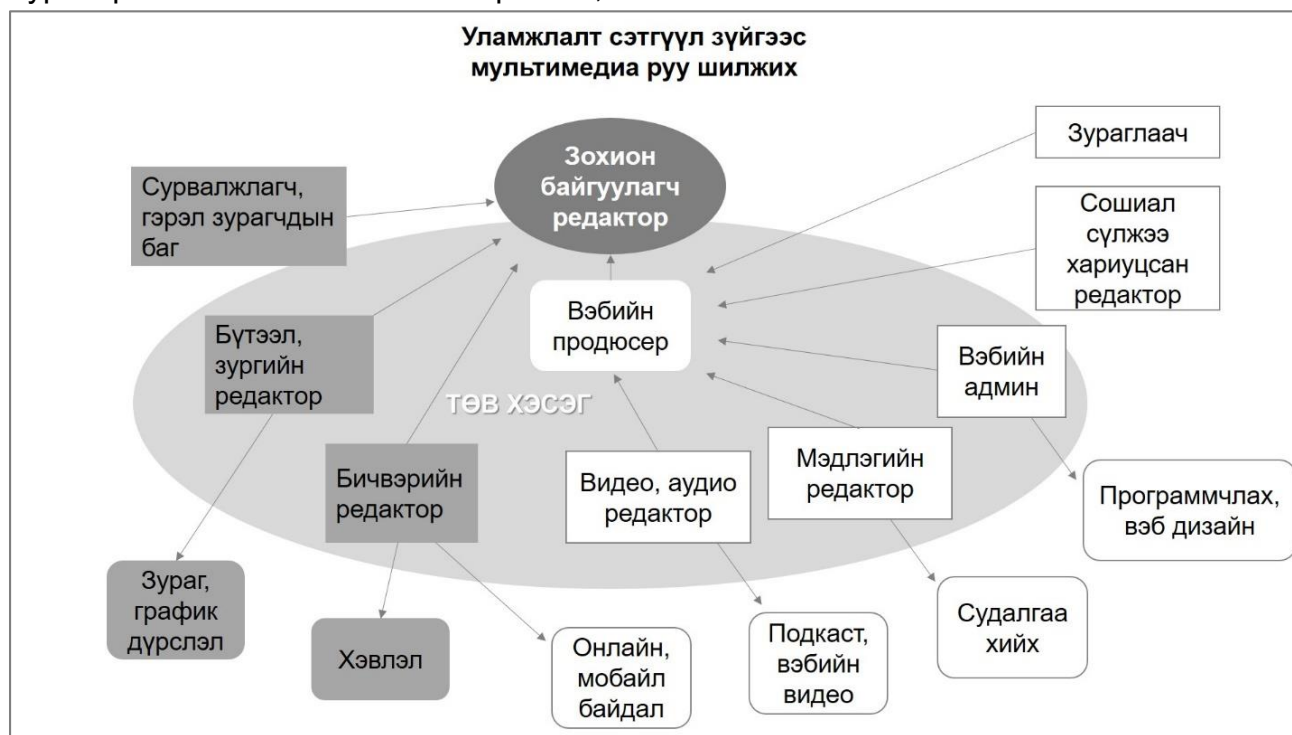 Уламжлалт сэтгүүл зүйгээс
мультимедиа руу шилжих
Зохион
байгуулагч
редактор
Зураглаач
Сурвалжлагч,
гэрэл зурагчдын
баг
Сошиал
сүлжээ
хариуцсан
редактор
Вэбийн
продюсер
Бүтээл,
зургийн
редактор
Вэбийн
админ
ТӨВ ХЭСЭГ
Бичвэрийн
редактор
Видео, аудио
редактор
Мэдлэгийн
редактор
Программчлах,
вэб дизайн
Зураг,
график
дүрслэл
Хэвлэл
Онлайн,
мобайл
байдал
Подкаст,
вэбийн
видео
Судалгаа
хийх